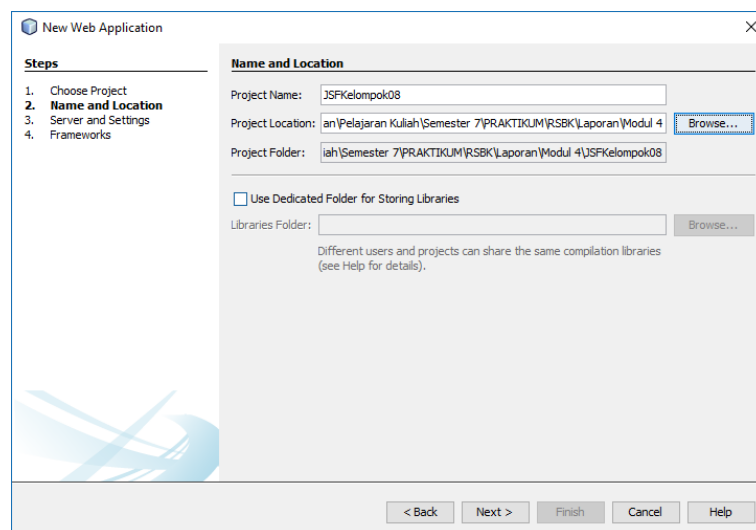 New Web Application
Steps
1. Choose Project
2. Name and Location
3. Server and Settings
4. Frameworks
Name and Location
Project Name: JSFKelompok08
Project Location: an\Pelajaran Kuliah\Semester 7\PRAKTIKUM\RSBK\Laporan\Modul 4 Browse...
Project Folder: iah\Semester 7\PRAKTIKUM\RSBK\Laporan\Modul 4\JSFKelompok08
Use Dedicated Folder for Storing Libraries
Libraries Folder: Browse...
Different users and projects can share the same compilation libraries
(see Help for details).
< Back Next > Finish Cancel Help